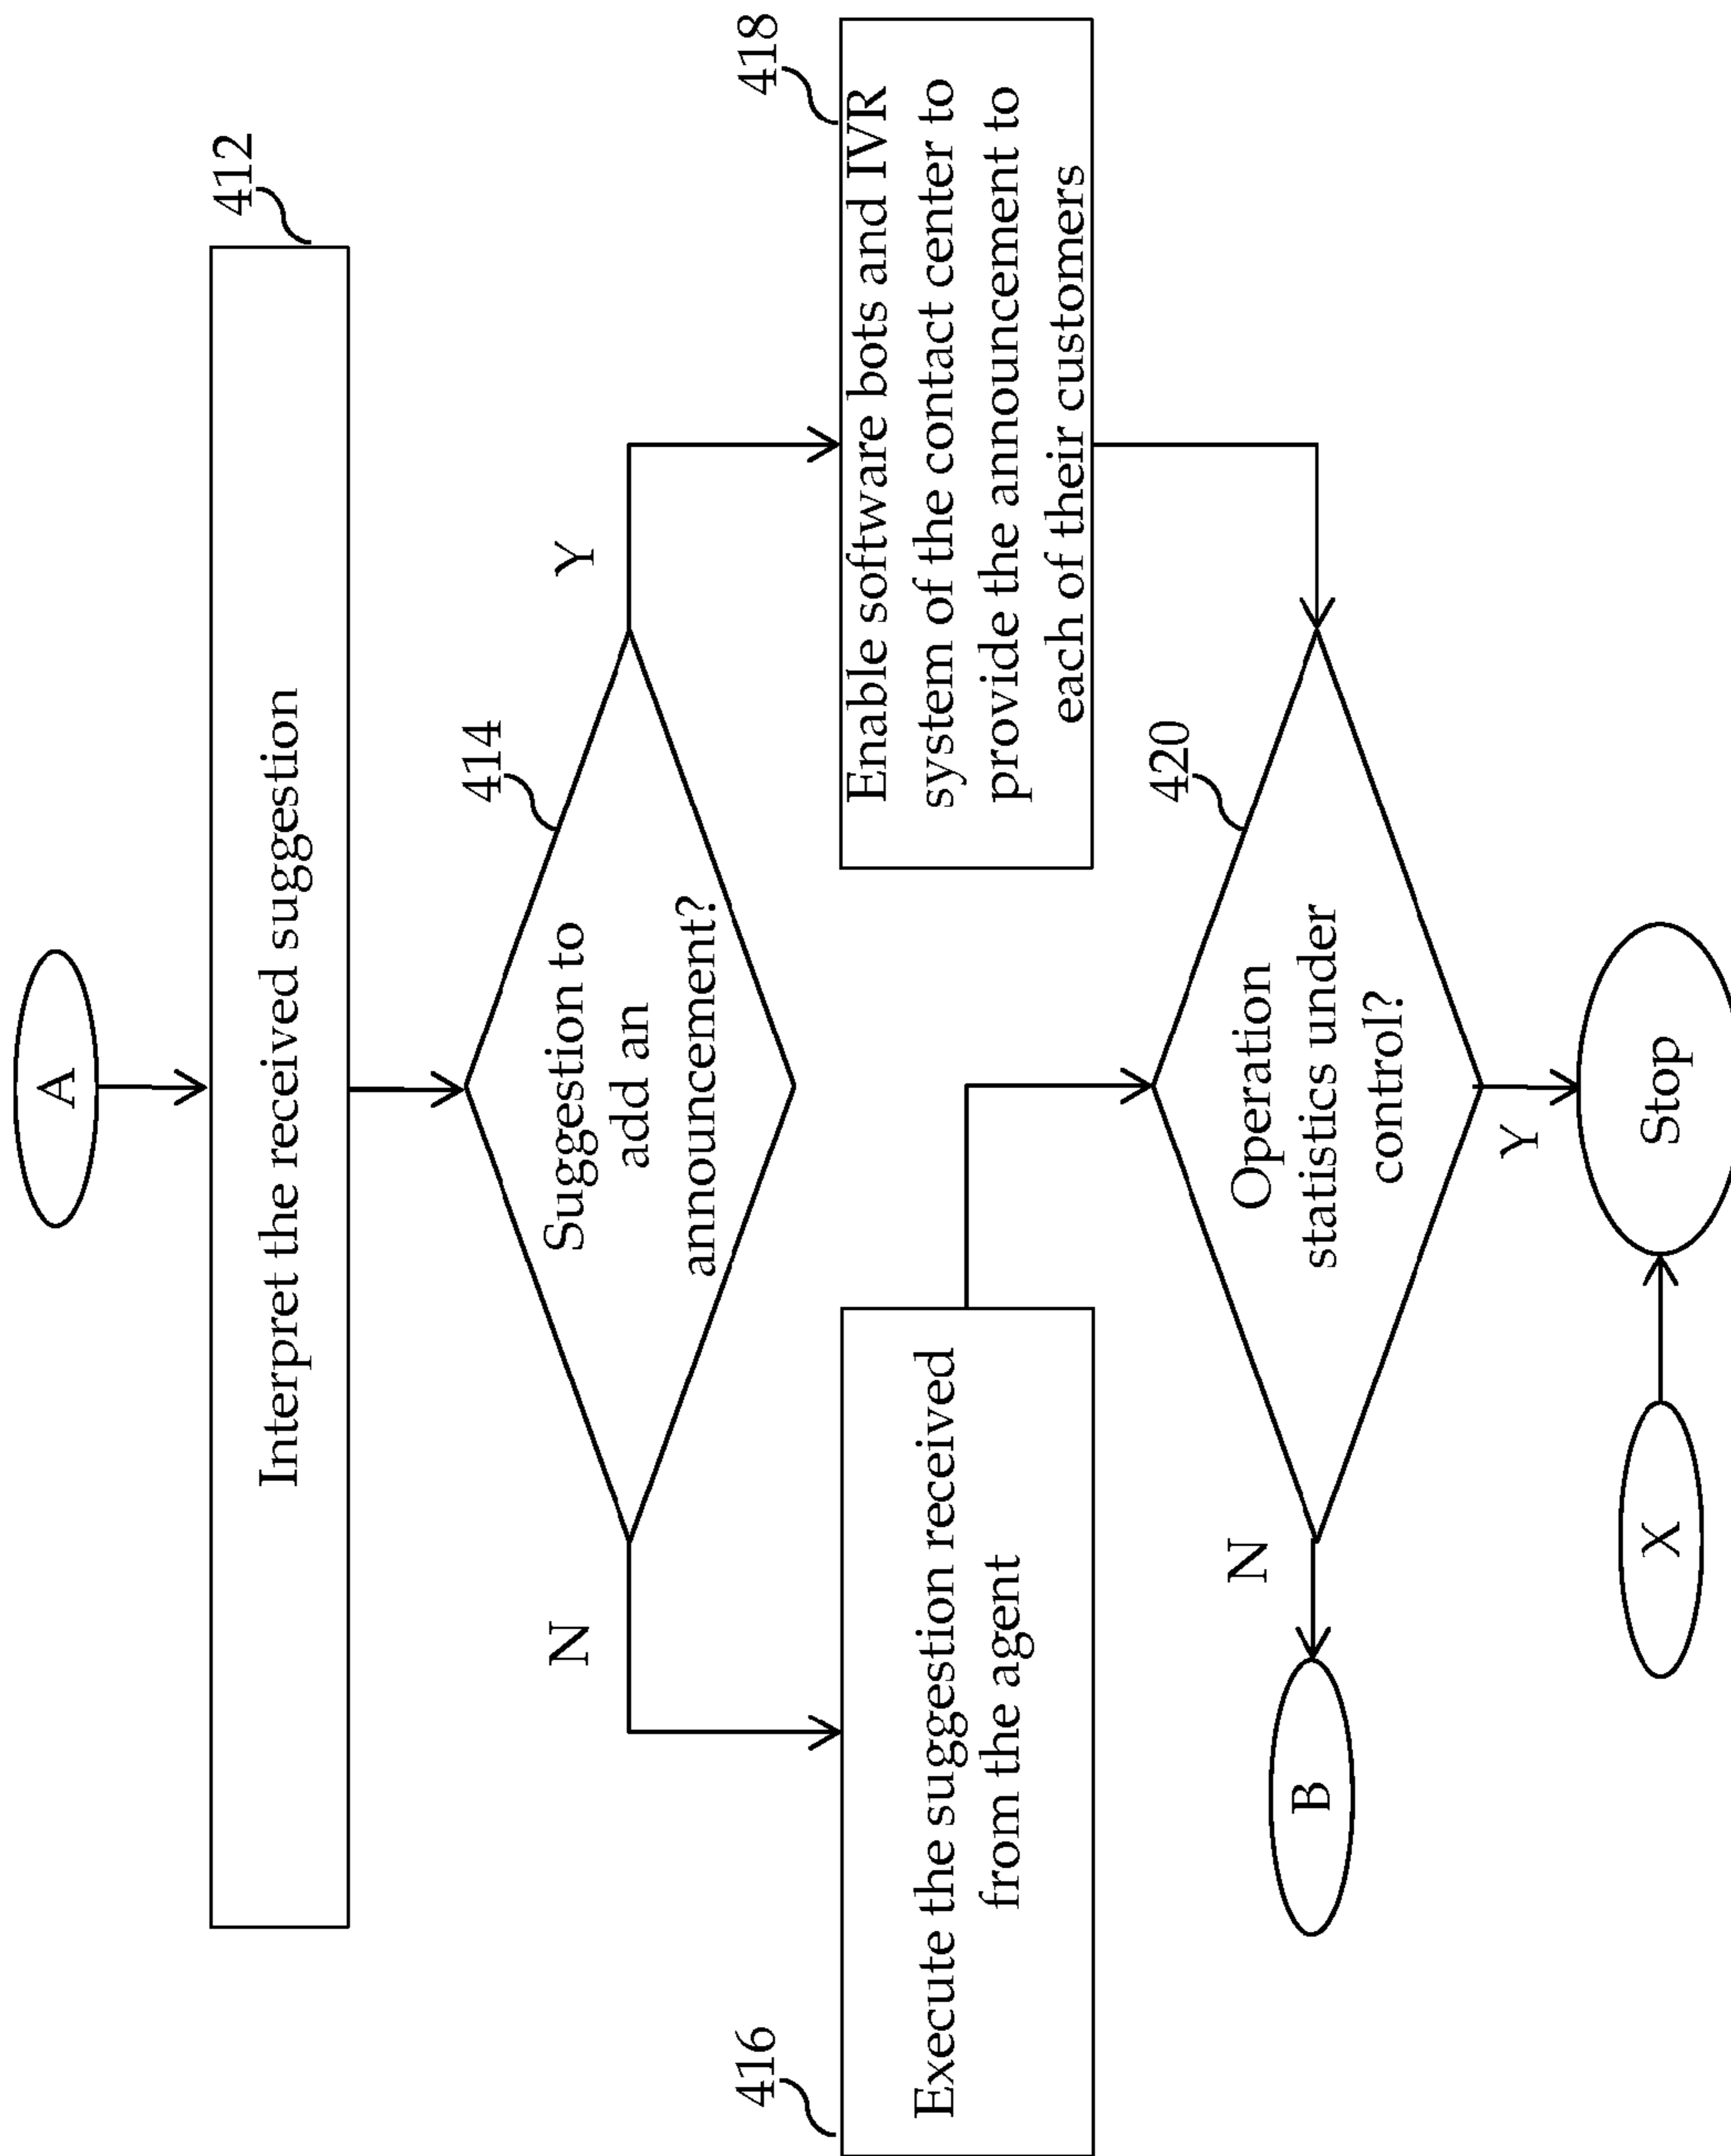 A
412
Interpret the received suggestion
414
Suggestion to
add an
announcement?
N
Y
416
Execute the suggestion received
from the agent
418
Enable software bots and IVR
system of the contact center to
provide the announcement to
each of their customers
420
Operation
statistics under
control?
N
B
Y
X
Stop